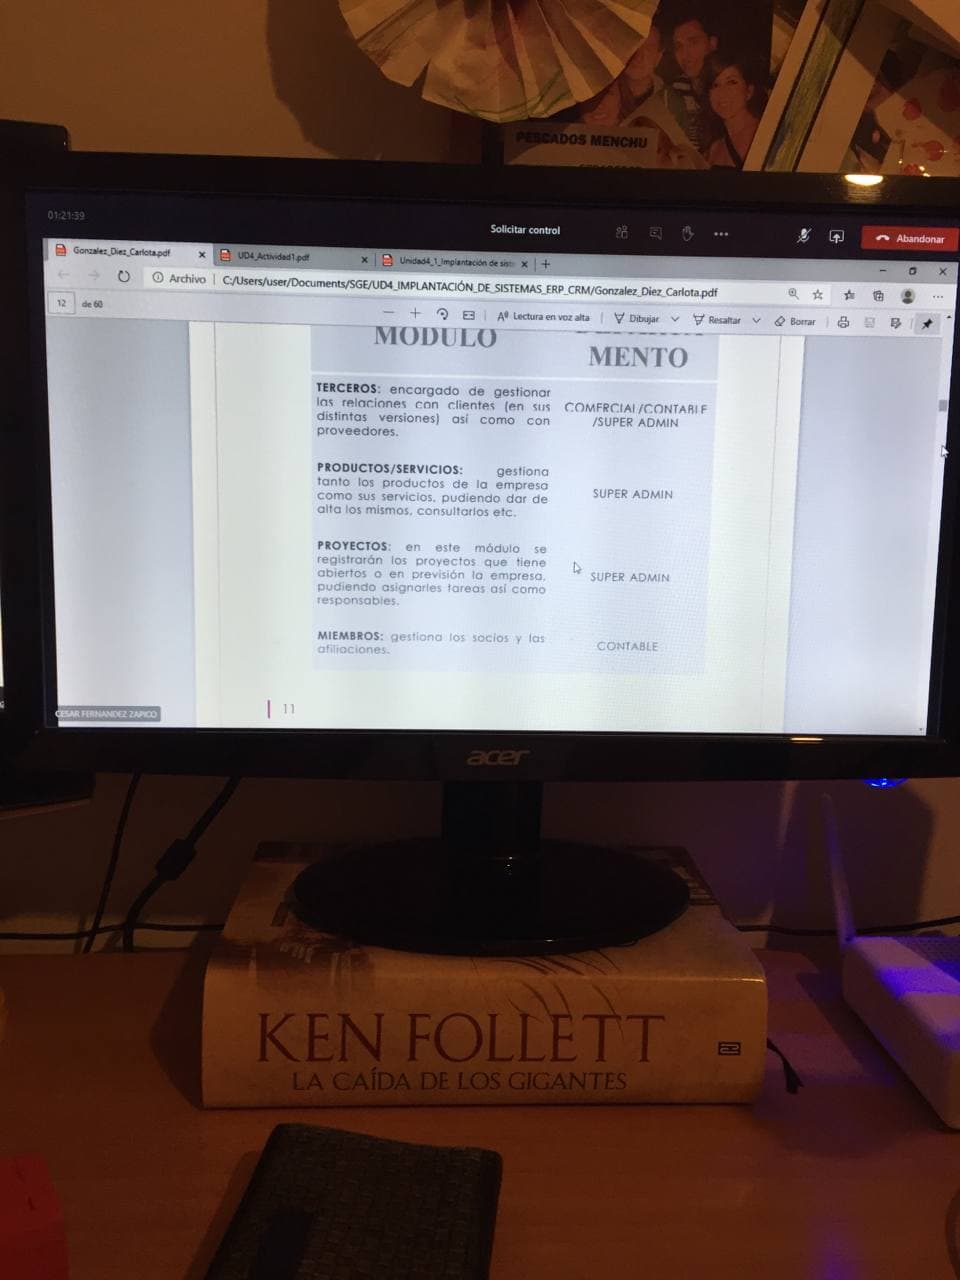 PESCADOS MENCHU
01:21:39
Solicitar control
Abandonar
Gonzalez_Diez_Carlota.pdf
UD4_Actividad1.pdf
Unidad4_1_Implantación de sist
Archivo
C:/Users/user/Documents/SGE/UD4_IMPLANTACIÓN_DE_SISTEMAS_ERP_CRM/Gonzalez_Diez_Carlota.pdf
12 de 60
Lectura en voz alta
Dibujar
Resaltar
Borrar
MÓDULO
MENTO
TERCEROS: encargado de gestionar
las relaciones con clientes (en sus
distintas versiones) así como con
proveedores.
COMERCIAL/CONTABLE
/SUPER ADMIN
PRODUCTOS/SERVICIOS: gestiona
tanto los productos de la empresa
como sus servicios, pudiendo dar de
alta los mismos, consultarlos etc.
SUPER ADMIN
PROYECTOS: en este módulo se
registrarán los proyectos que tiene
abiertos o en previsión la empresa,
pudiendo asignarles tareas así como
responsables.
SUPER ADMIN
MIEMBROS: gestiona los socios y las
afiliaciones.
CONTABLE
11
CESAR FERNANDEZ ZAPICO
acer
KEN FOLLETT
LA CAÍDA DE LOS GIGANTES